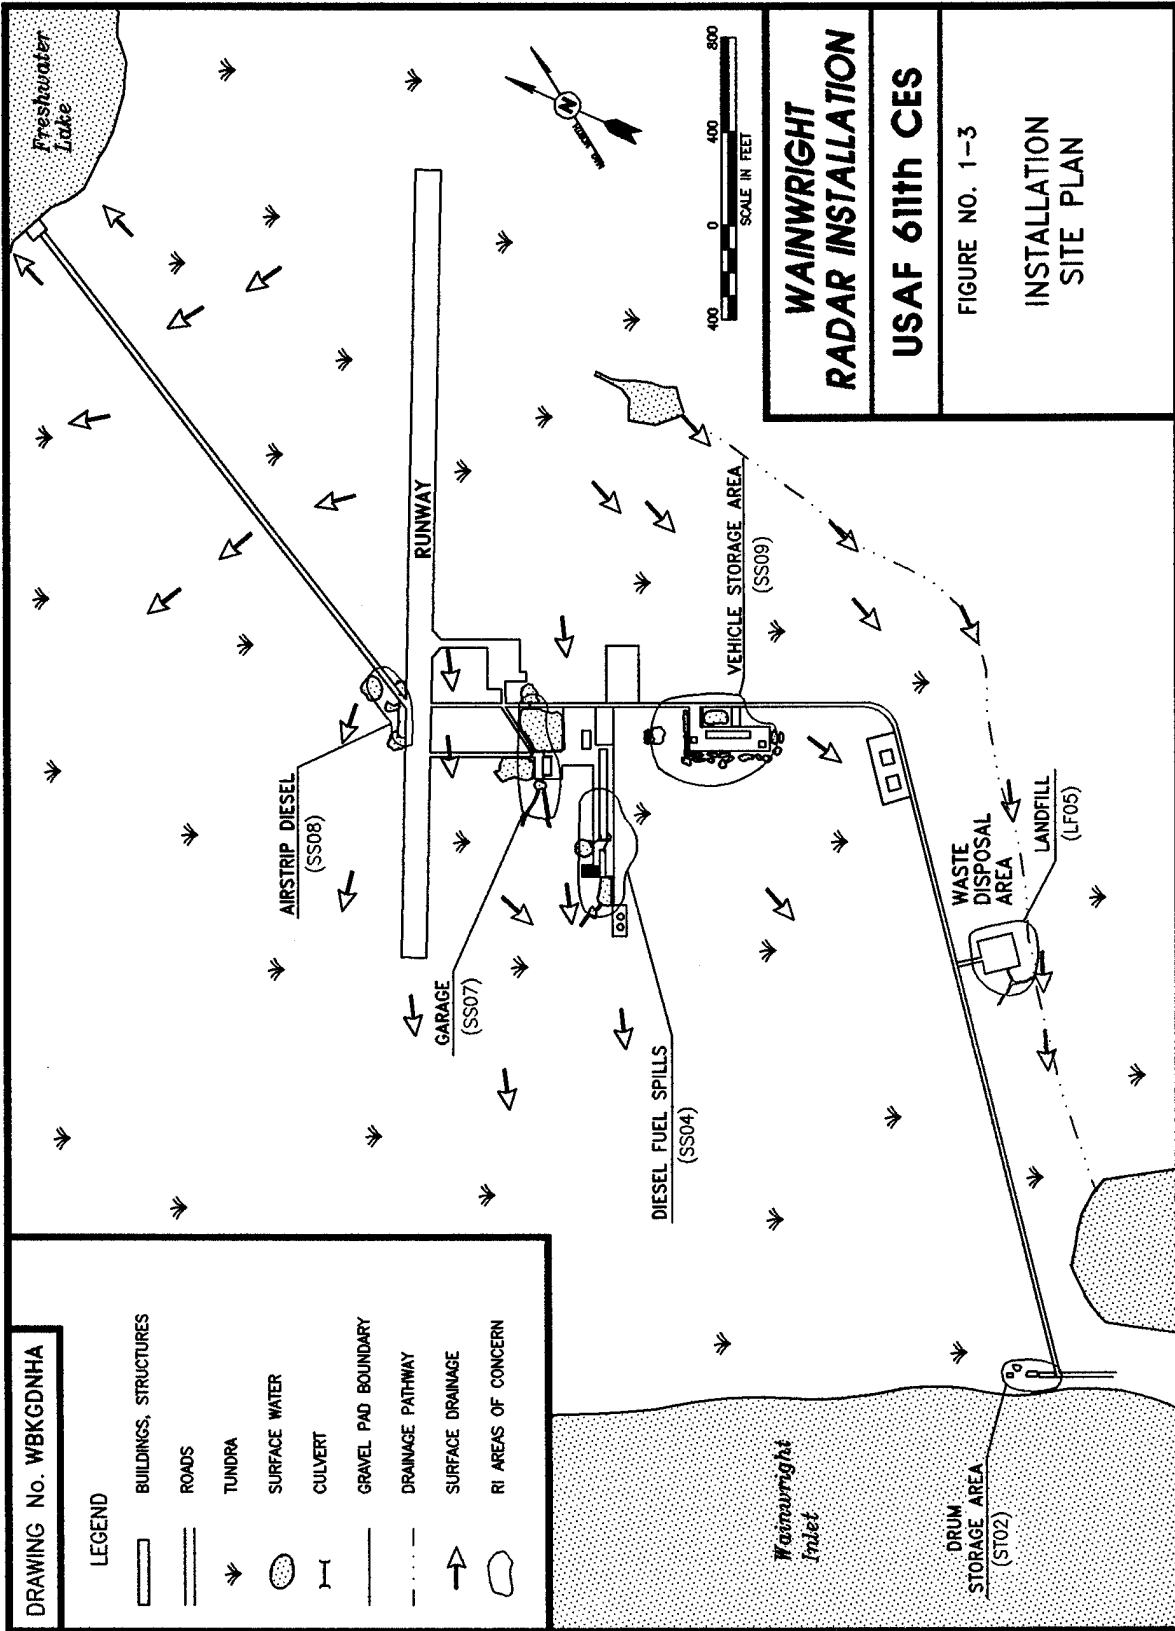 DRAWING No. WBKGDNHA
LEGEND
BUILDINGS, STRUCTURES
ROADS
TUNDRA
SURFACE WATER
CULVERT
GRAVEL PAD BOUNDARY
DRAINAGE PATHWAY
SURFACE DRAINAGE
RI AREAS OF CONCERN
Freshwater
Lake
RUNWAY
AIRSTRIP DIESEL
(SS08)
GARAGE
(SS07)
DIESEL FUEL SPILLS
(SS04)
VEHICLE STORAGE AREA
(SS09)
WASTE
DISPOSAL
AREA
LANDFILL
(LF05)
Wainwright
Inlet
DRUM
STORAGE AREA
(ST02)
N
400 0 400 800
SCALE IN FEET
WAINWRIGHT
RADAR INSTALLATION
USAF 611th CES
FIGURE NO. 1-3
INSTALLATION
SITE PLAN